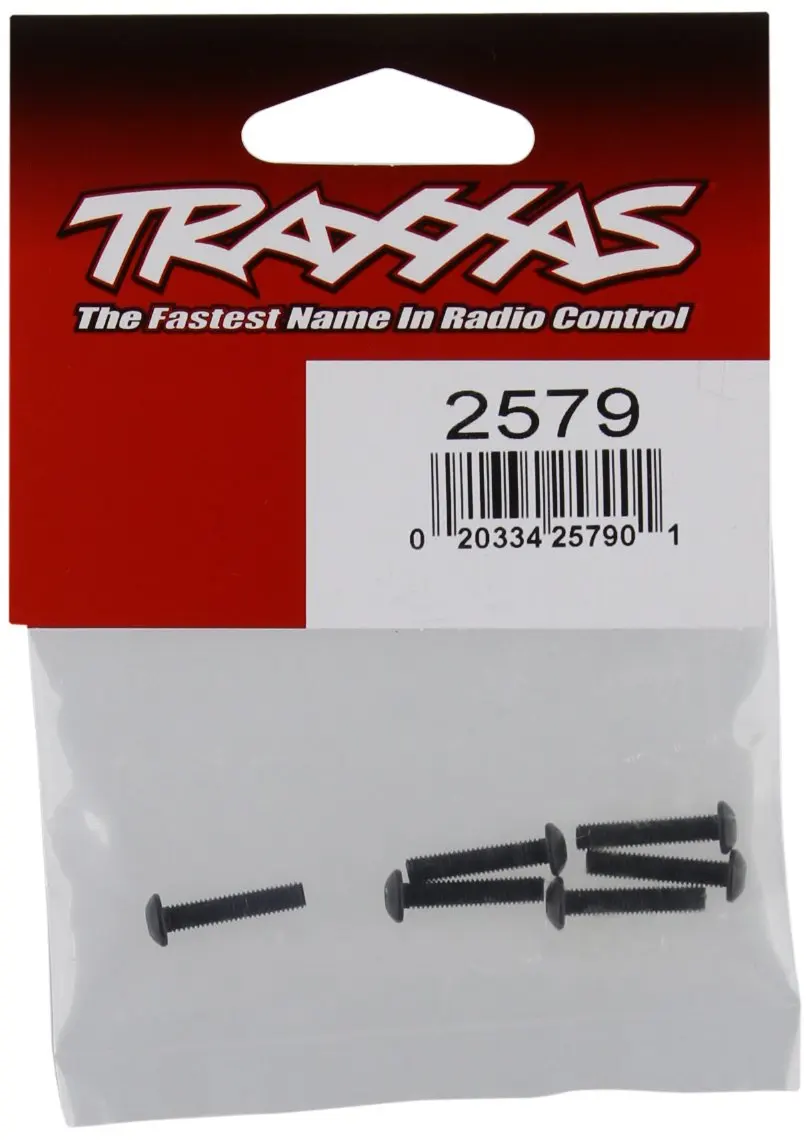 TRAXXAS
The Fastest Name In Radio Control
2579
0 20334 25790 1